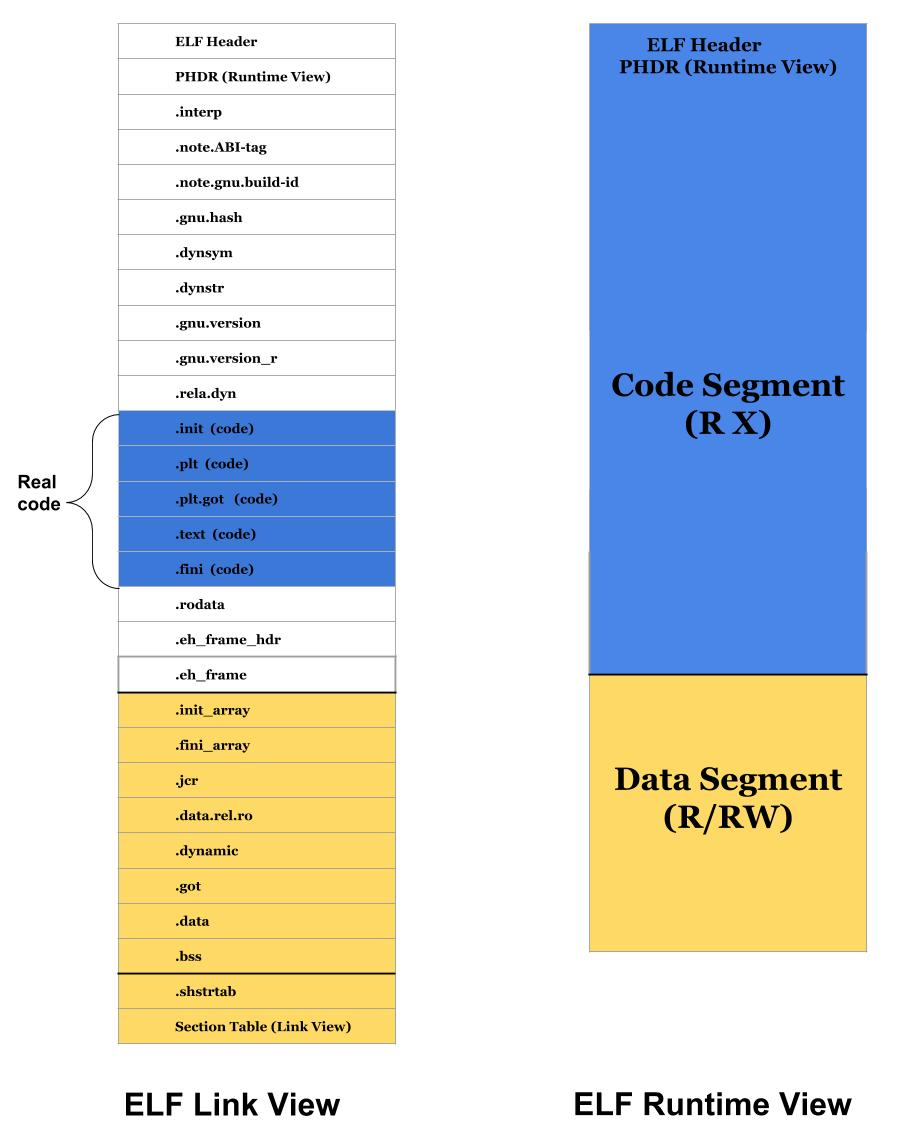 ELF Header
PHDR (Runtime View)
.interp
.note.ABI-tag
.note.gnu.build-id
.gnu.hash
.dynsym
.dynstr
.gnu.version
.gnu.version_r
.rela.dyn
.init (code)
.plt (code)
.plt.got (code)
.text (code)
.fini (code)
.rodata
.eh_frame_hdr
.eh_frame
.init_array
.fini_array
.jcr
.data.rel.ro
.dynamic
.got
.data
.bss
.shstrtab
Section Table (Link View)
Real
code
ELF Link View
ELF Header
PHDR (Runtime View)
Code Segment
(R X)
Data Segment
(R/RW)
ELF Runtime View